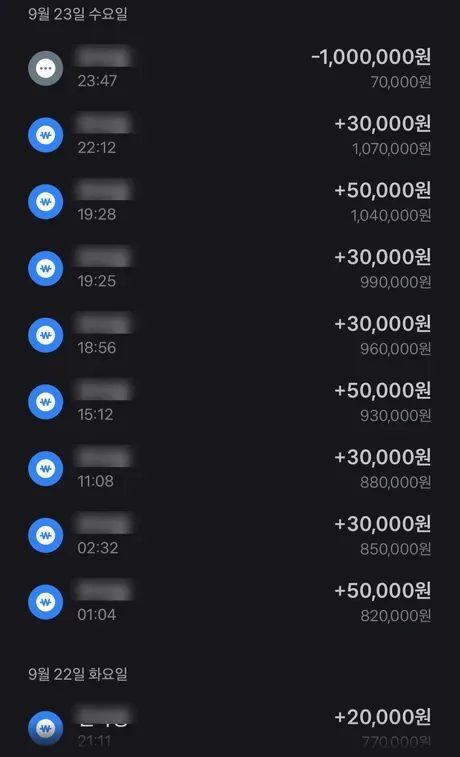 9월 23일 수요일
-1,000,000원
23:47
70,000원
+30,000원
22:12
1,070,000원
+50,000원
19:28
1,040,000원
+30,000원
19:25
990,000원
+30,000원
18:56
960,000원
+50,000원
15:12
930,000원
+30,000원
11:08
880,000원
+30,000원
02:32
850,000원
+50,000원
01:04
820,000원
9월 22일 화요일
+20,000원
21:11
770,000원